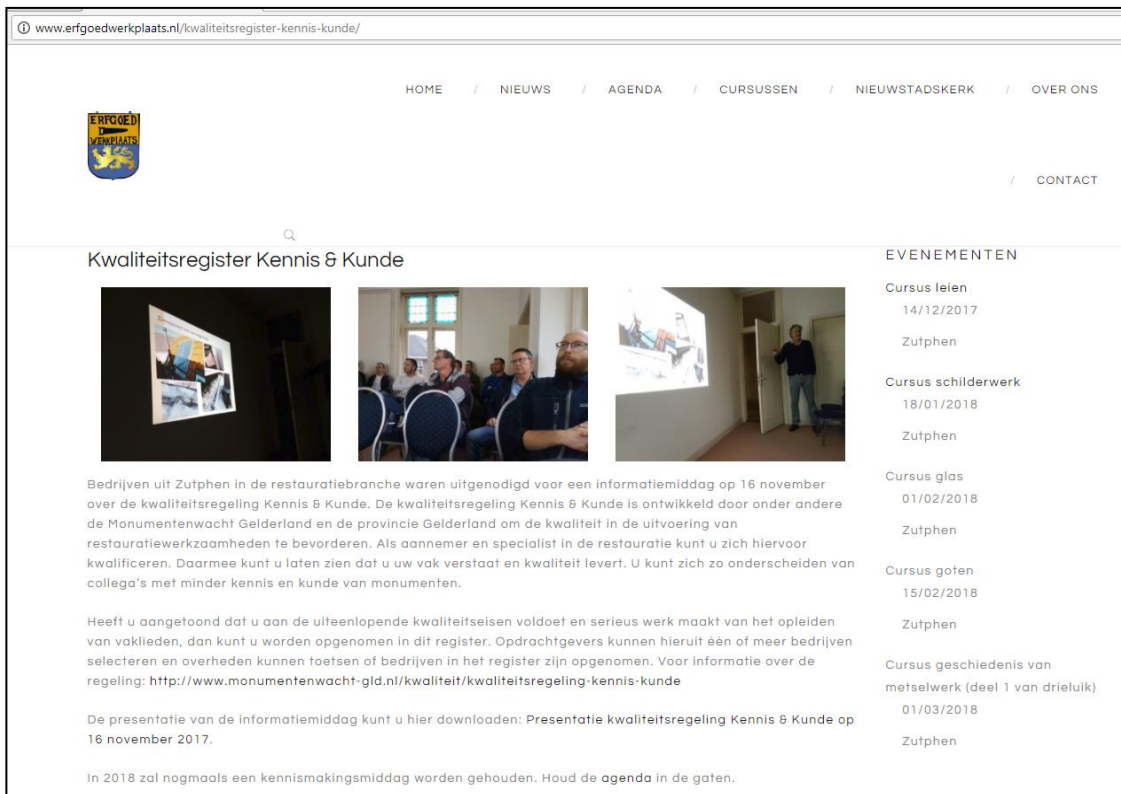 www.erfgoedwerkplaats.nl/kwaliteitsregister-kennis-kunde/
HOME / NIEUWS / AGENDA / CURSUSSEN / NIEUWSTADSKERK / OVER ONS
/ CONTACT
ERFGOED
WERKPLAATS
Kwaliteitsregister Kennis & Kunde
Bedrijven uit Zutphen in de restauratiebranche waren uitgenodigd voor een informatiemiddag op 16 november
over de kwaliteitsregeling Kennis & Kunde. De kwaliteitsregeling Kennis & Kunde is ontwikkeld door onder andere
de Monumentenwacht Gelderland en de provincie Gelderland om de kwaliteit in de uitvoering van
restauratiewerkzaamheden te bevorderen. Als aannemer en specialist in de restauratie kunt u zich hiervoor
kwalificeren. Daarmee kunt u laten zien dat u uw vak verstaat en kwaliteit levert. U kunt zich zo onderscheiden van
collega's met minder kennis en kunde van monumenten.
Heeft u aangetoond dat u aan de uiteenlopende kwaliteitseisen voldoet en serieus werk maakt van het opleiden
van vaklieden, dan kunt u worden opgenomen in dit register. Opdrachtgevers kunnen hieruit één of meer bedrijven
selecteren en overheden kunnen toetsen of bedrijven in het register zijn opgenomen. Voor informatie over de
regeling: http://www.monumentenwacht-gld.nl/kwaliteit/kwaliteitsregeling-kennis-kunde
De presentatie van de informatiemiddag kunt u hier downloaden: Presentatie kwaliteitsregeling Kennis & Kunde op
16 november 2017.
In 2018 zal nogmaals een kennismakingsmiddag worden gehouden. Houd de agenda in de gaten.
EVENEMENTEN
Cursus leien
14/12/2017
Zutphen
Cursus schilderwerk
18/01/2018
Zutphen
Cursus glas
01/02/2018
Zutphen
Cursus goten
15/02/2018
Zutphen
Cursus geschiedenis van
metselwerk (deel 1 van drieluik)
01/03/2018
Zutphen